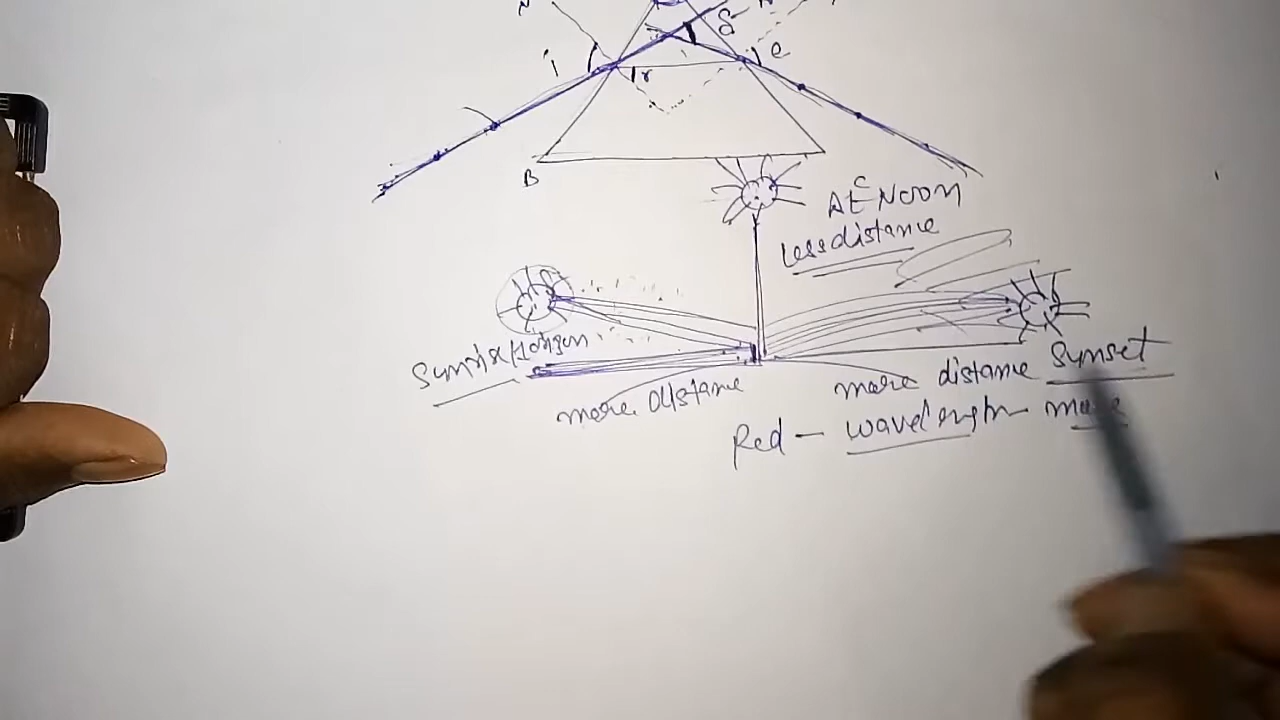 i
r
δ
e
B
C
At NOON
Less distance
Sunrise/Horizon
more distance
more distance Sunset
Red - wavelength more